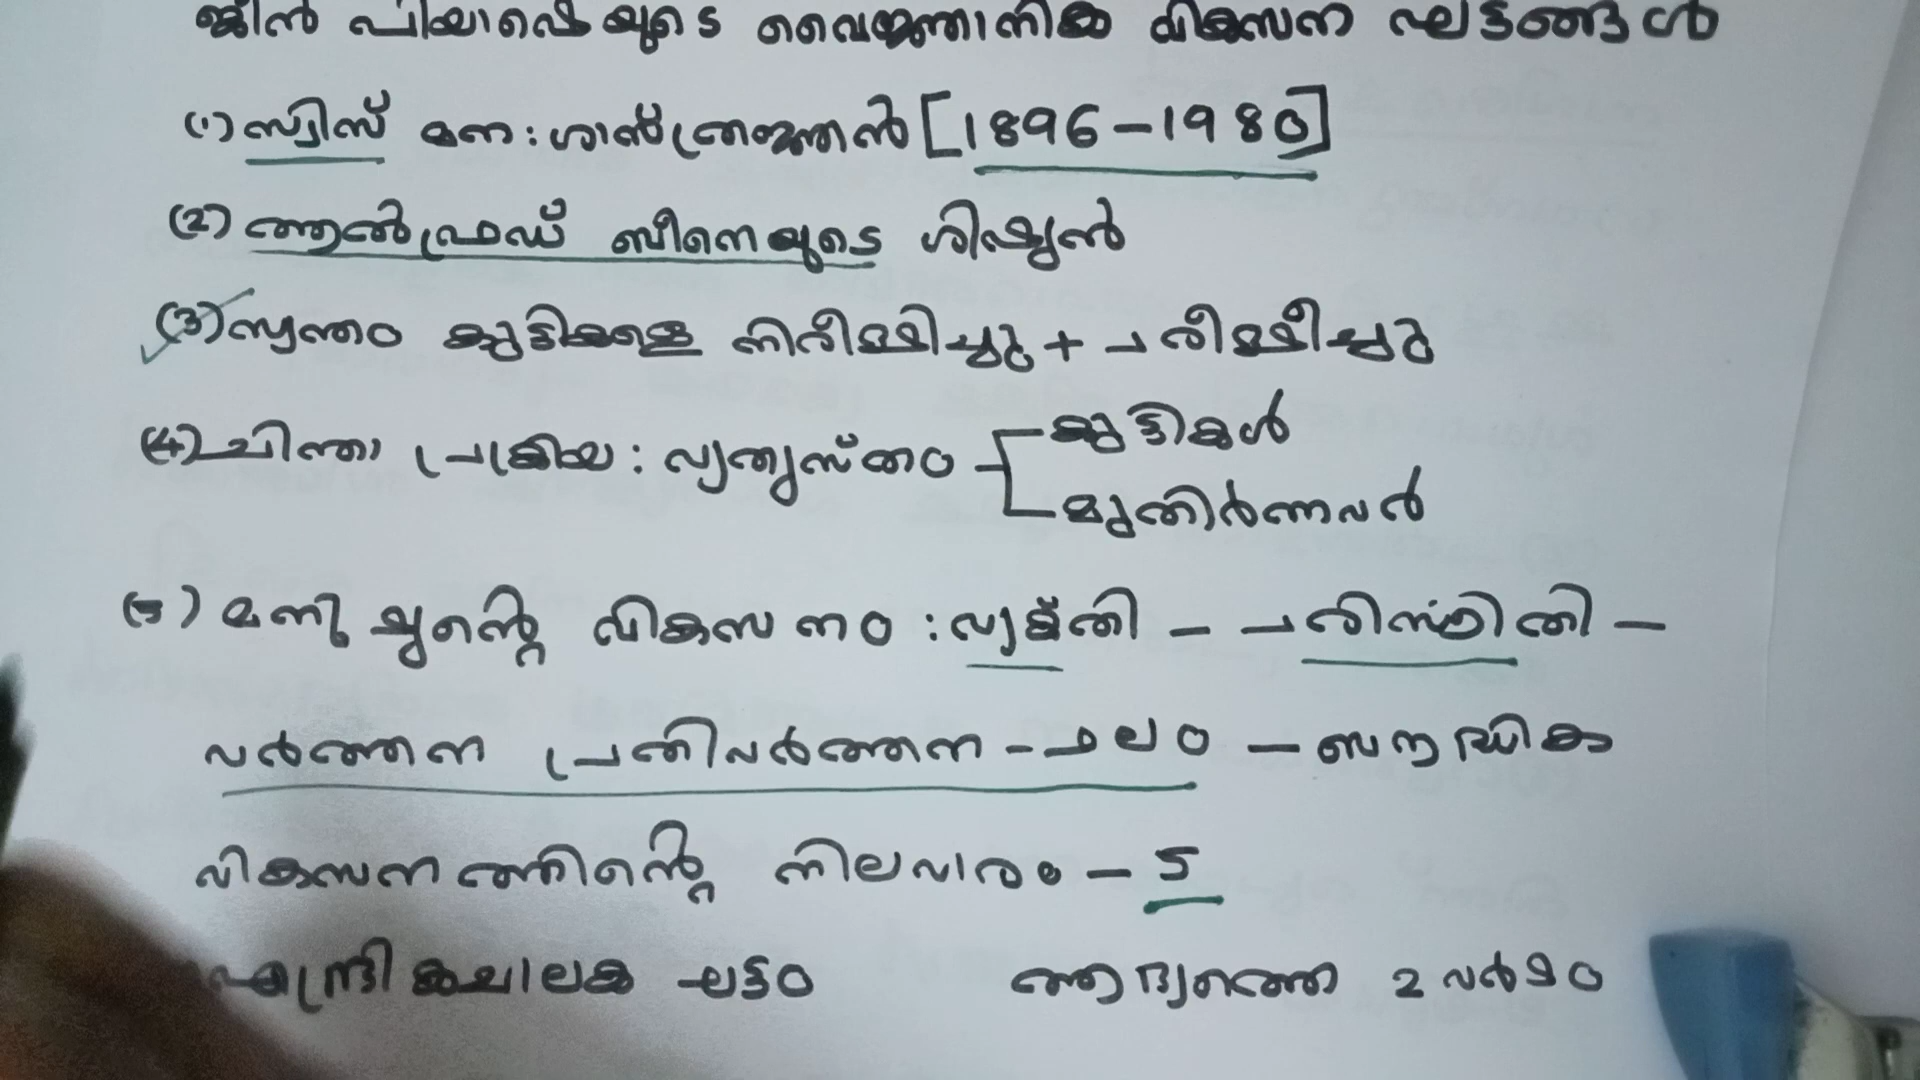 ജീൻ പിയാഷെയുടെ വൈജ്ഞാനിക വികസന ഘട്ടങ്ങൾ
(1) സ്വിസ് മന:ശാസ്ത്രജ്ഞൻ [1896-1980]
(2) ആൽഫ്രഡ് ബീനെയുടെ ശിഷ്യൻ
(3) സ്വന്തം കുട്ടികളെ നിരീക്ഷിച്ചു + പരീക്ഷിച്ചു
(4) ചിന്താ പ്രക്രിയ : വ്യത്യസ്തം കുട്ടികൾ
മുതിർന്നവർ
(5) മനുഷ്യന്റെ വികസനം : വ്യക്തി - പരിസ്ഥിതി -
വർത്തന പ്രതിവർത്തന - ഫലം - ബൗദ്ധിക
വികസനത്തിന്റെ നിലവാരം - 5
ഇന്ദ്രിയചാലക ഘട്ടം ആദ്യത്തെ 2 വർഷം